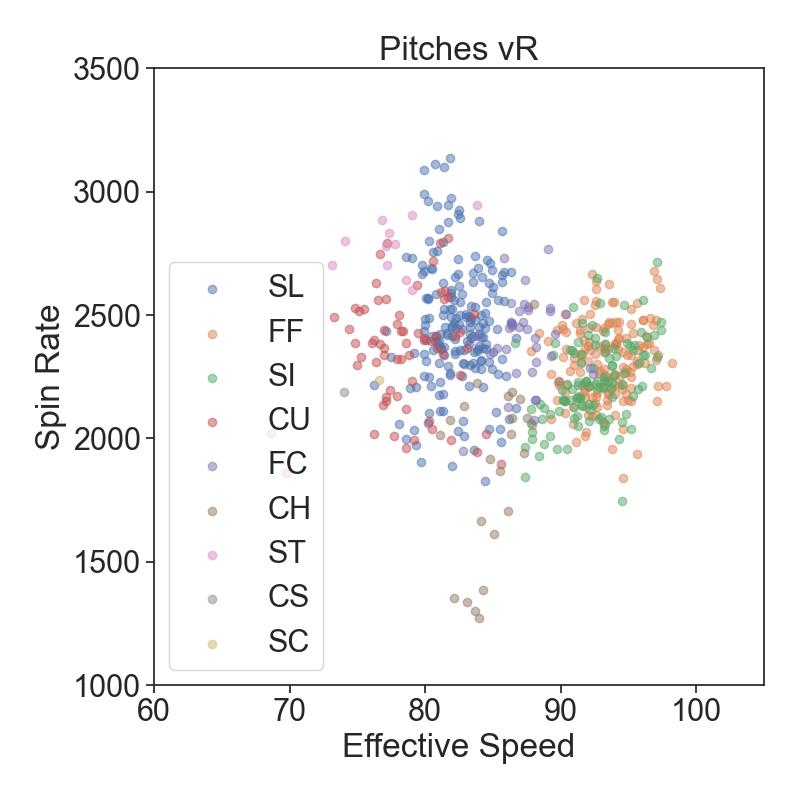 Pitches vR
3500
3000
2500
2000
1500
1000
Spin Rate
SL
FF
SI
CU
FC
CH
ST
CS
SC
60 70 80 90 100
Effective Speed